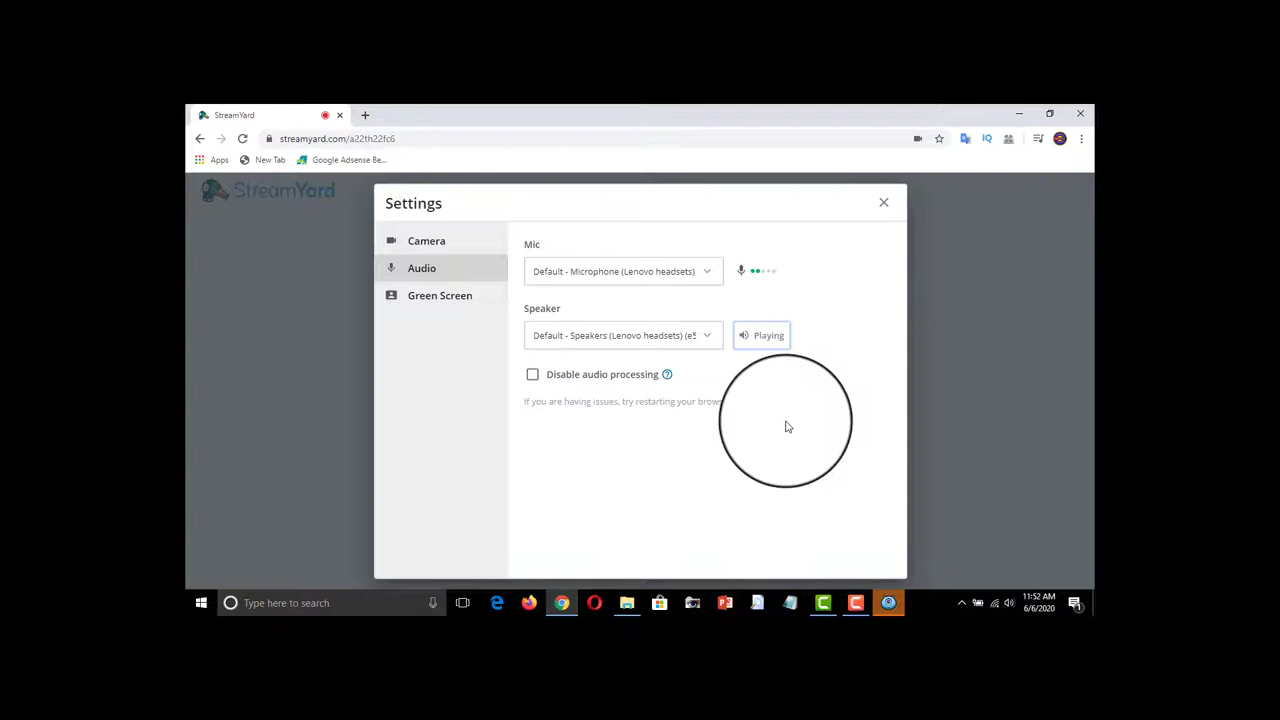 StreamYard
streamyard.com/a22th22fc6
Apps
New Tab
Google Adsense Be...
StreamYard
Settings
Camera
Audio
Green Screen
Mic
Default - Microphone (Lenovo headsets)
Speaker
Default - Speakers (Lenovo headsets)
Playing
Disable audio processing
If you are having issues, try restarting your
Type here to search
11:52 AM
6/6/2020